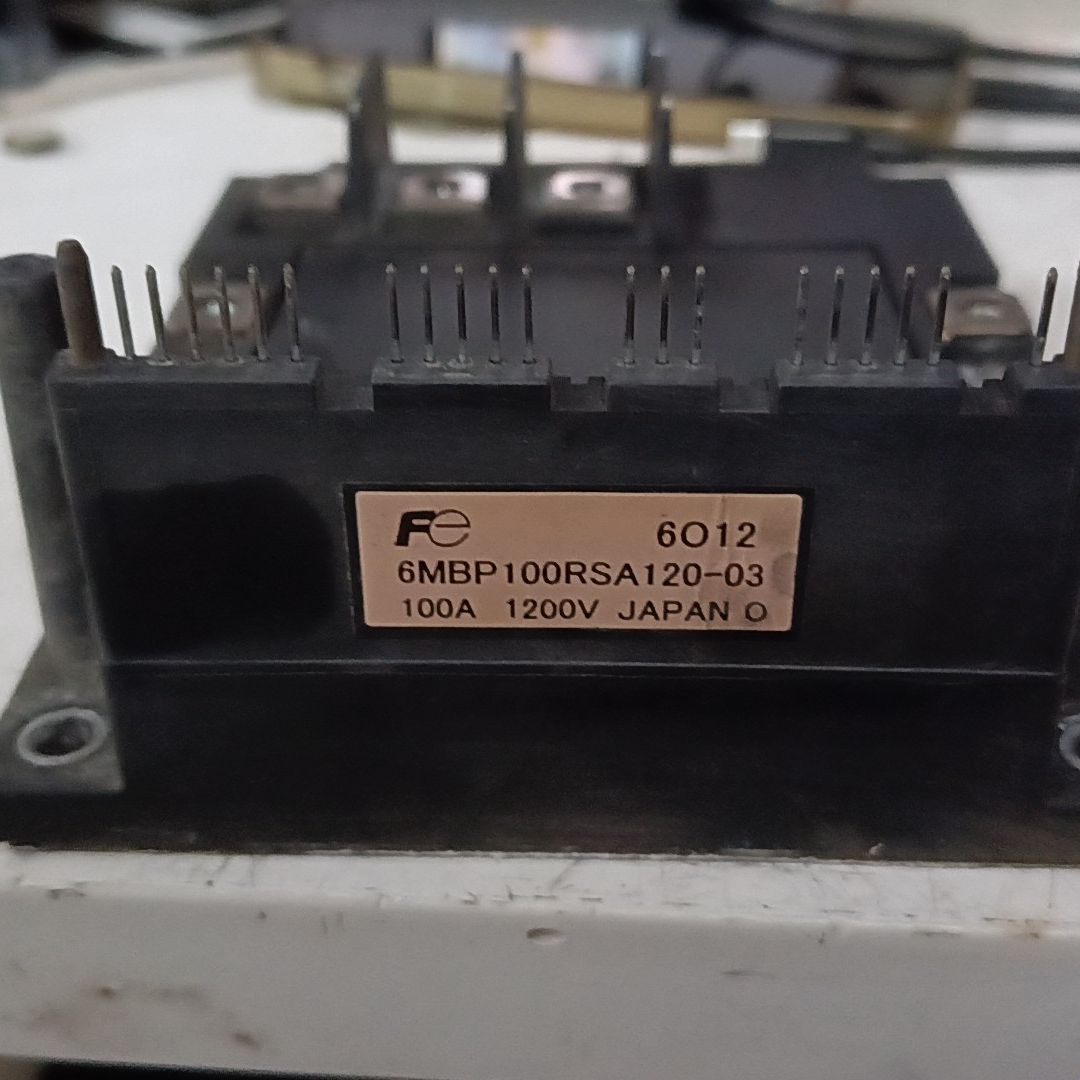 Fe 6O12
6MBP100RSA120-03
100A 1200V JAPAN O